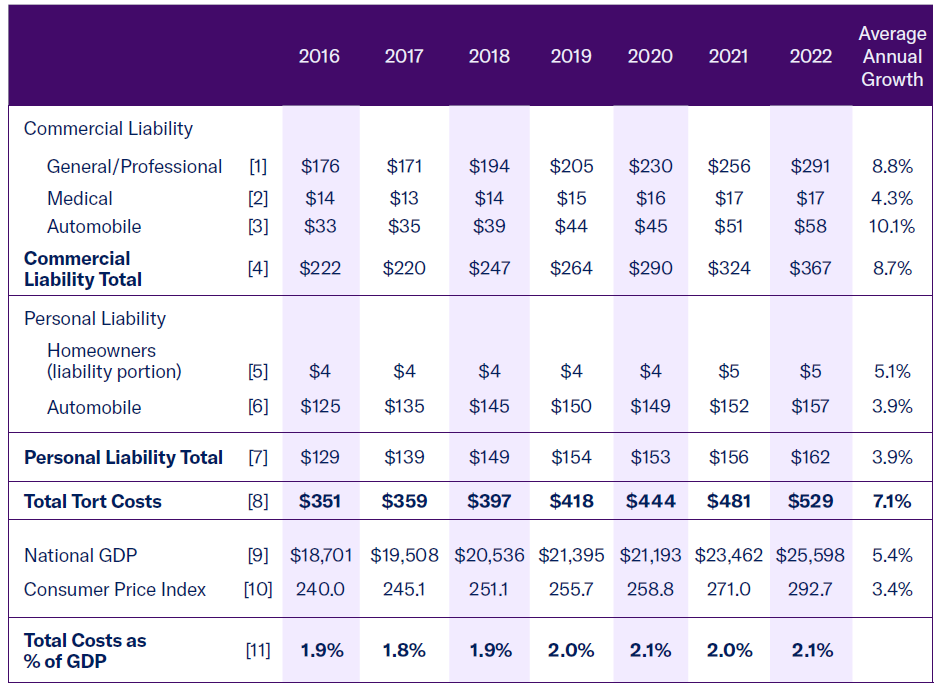 2016 2017 2018 2019 2020 2021 2022 Average Annual Growth
Commercial Liability
General/Professional [1] $176 $171 $194 $205 $230 $256 $291 8.8%
Medical [2] $14 $13 $14 $15 $16 $17 $17 4.3%
Automobile [3] $33 $35 $39 $44 $45 $51 $58 10.1%
Commercial
Liability Total [4] $222 $220 $247 $264 $290 $324 $367 8.7%
Personal Liability
Homeowners
(liability portion) [5] $4 $4 $4 $4 $4 $5 $5 5.1%
Automobile [6] $125 $135 $145 $150 $149 $152 $157 3.9%
Personal Liability Total [7] $129 $139 $149 $154 $153 $156 $162 3.9%
Total Tort Costs [8] $351 $359 $397 $418 $444 $481 $529 7.1%
National GDP [9] $18,701 $19,508 $20,536 $21,395 $21,193 $23,462 $25,598 5.4%
Consumer Price Index [10] 240.0 245.1 251.1 255.7 258.8 271.0 292.7 3.4%
Total Costs as
% of GDP [11] 1.9% 1.8% 1.9% 2.0% 2.1% 2.0% 2.1%